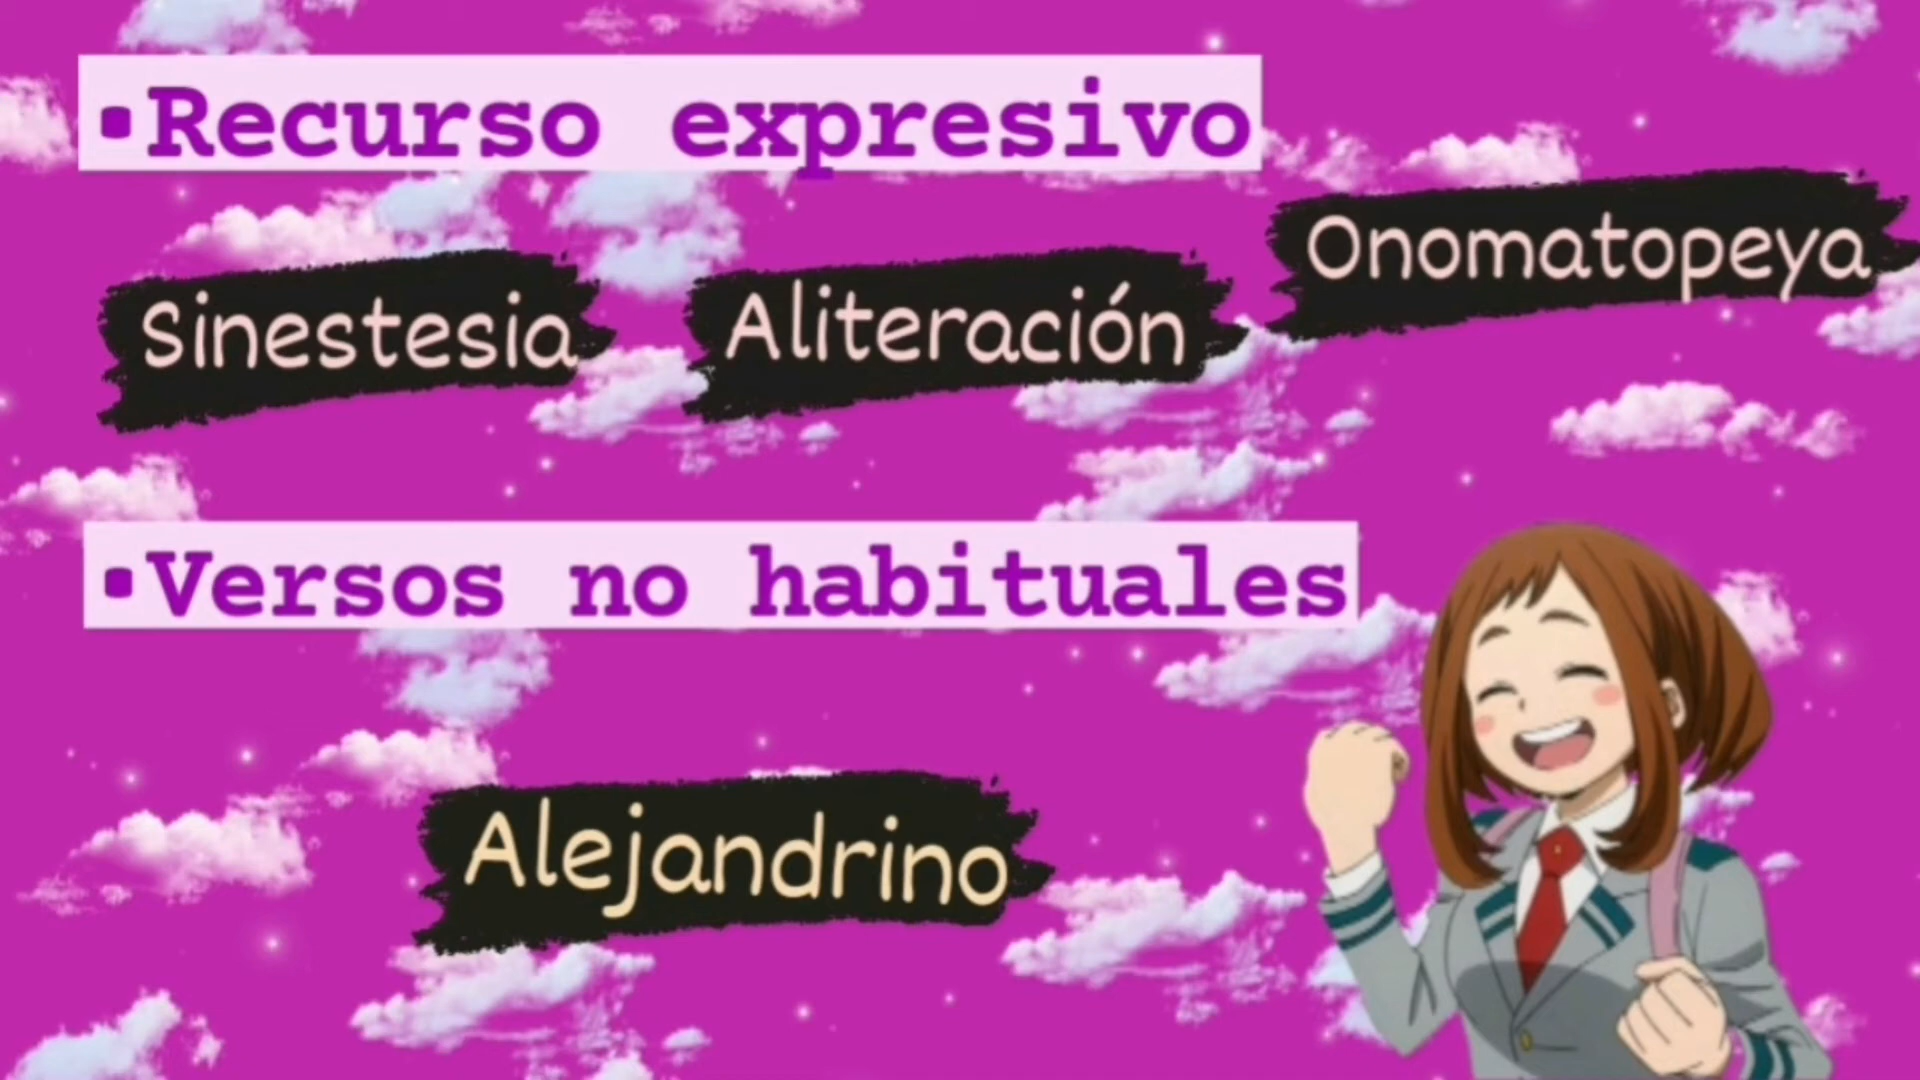 ▪Recurso expresivo
Sinestesia Aliteración Onomatopeya
▪Versos no habituales
Alejandrino